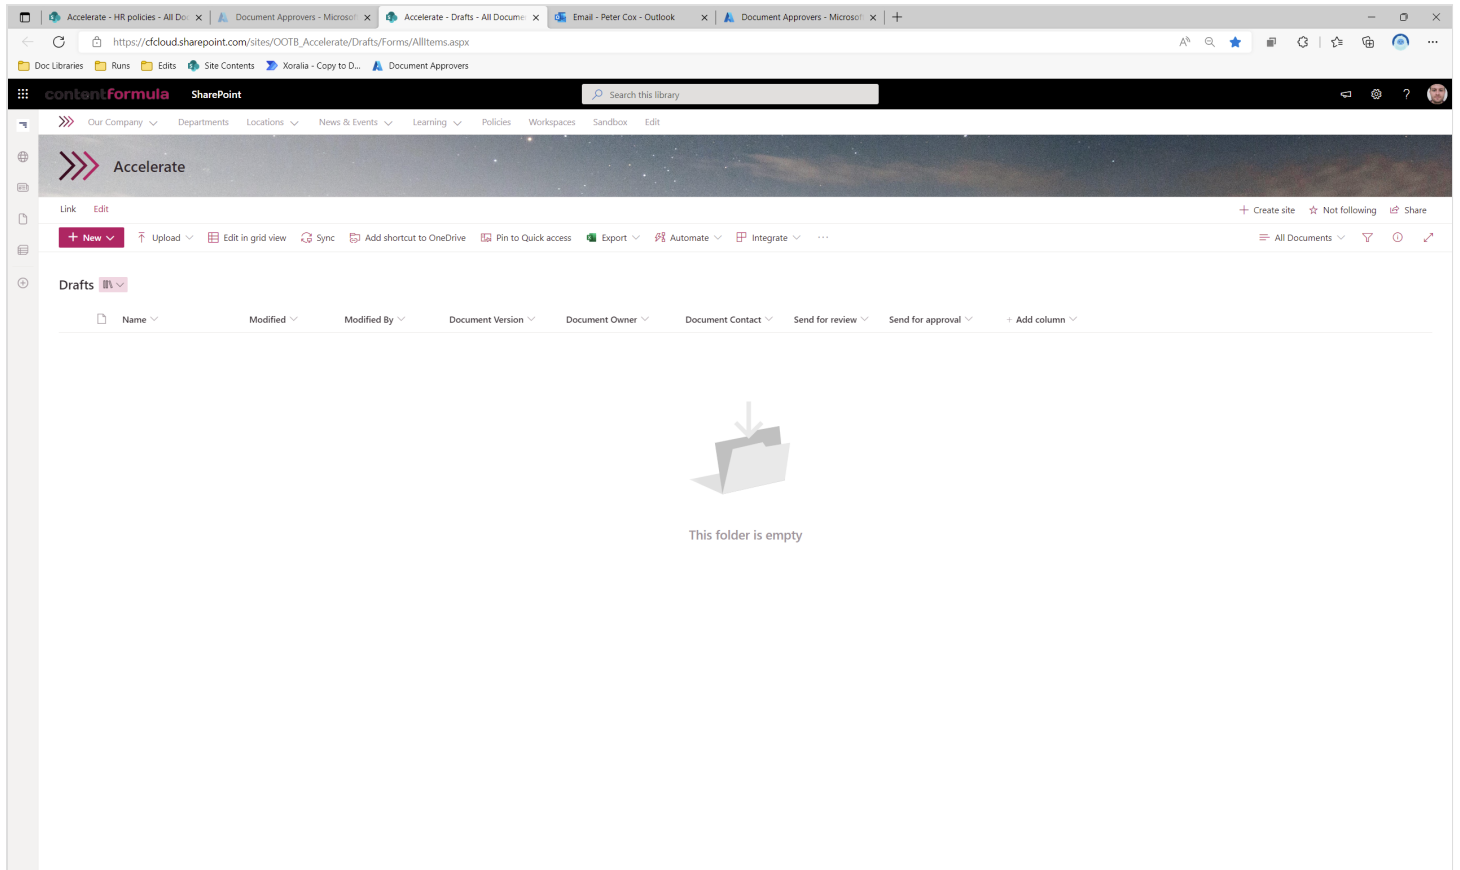 Accelerate - HR policies - All Doc
Document Approvers - Microsof
Accelerate - Drafts - All Docume
Email - Peter Cox - Outlook
Document Approvers - Microsof
https://cfcloud.sharepoint.com/sites/OOTB_Accelerate/Drafts/Forms/AllItems.aspx
Doc Libraries Runs Edits Site Contents Xoralia - Copy to D... Document Approvers
contentformula SharePoint Search this library ?
Our Company Departments Locations News & Events Learning Policies Workspaces Sandbox Edit
Accelerate
Link Edit + Create site Not following Share
+ New Upload Edit in grid view Sync Add shortcut to OneDrive Pin to Quick access Export Automate Integrate ... All Documents
Drafts
Name Modified Modified By Document Version Document Owner Document Contact Send for review Send for approval + Add column
This folder is empty